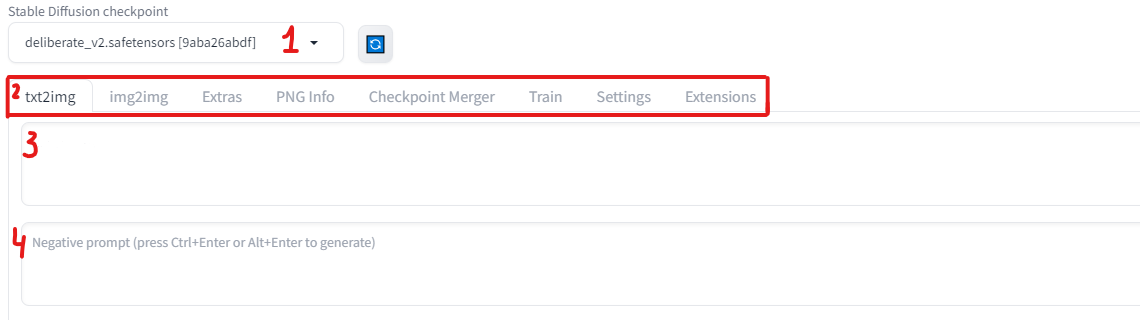 Stable Diffusion checkpoint
deliberate_v2.safetensors [9aba26abdf] 1
2 txt2img img2img Extras PNG Info Checkpoint Merger Train Settings Extensions
3
4 Negative prompt (press Ctrl+Enter or Alt+Enter to generate)